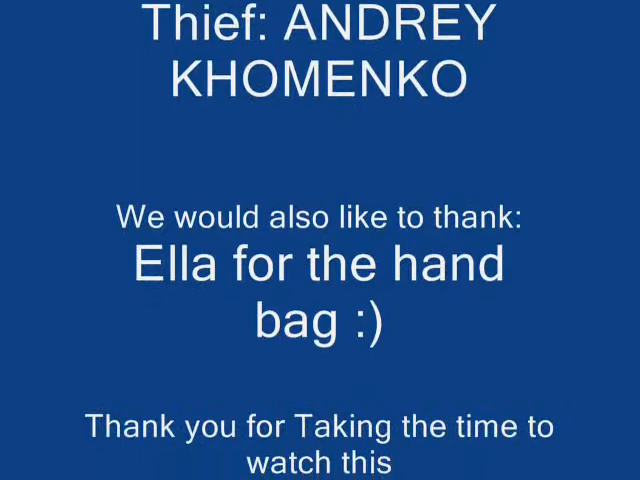 Thief: ANDREY
KHOMENKO
We would also like to thank:
Ella for the hand
bag :)
Thank you for Taking the time to
watch this